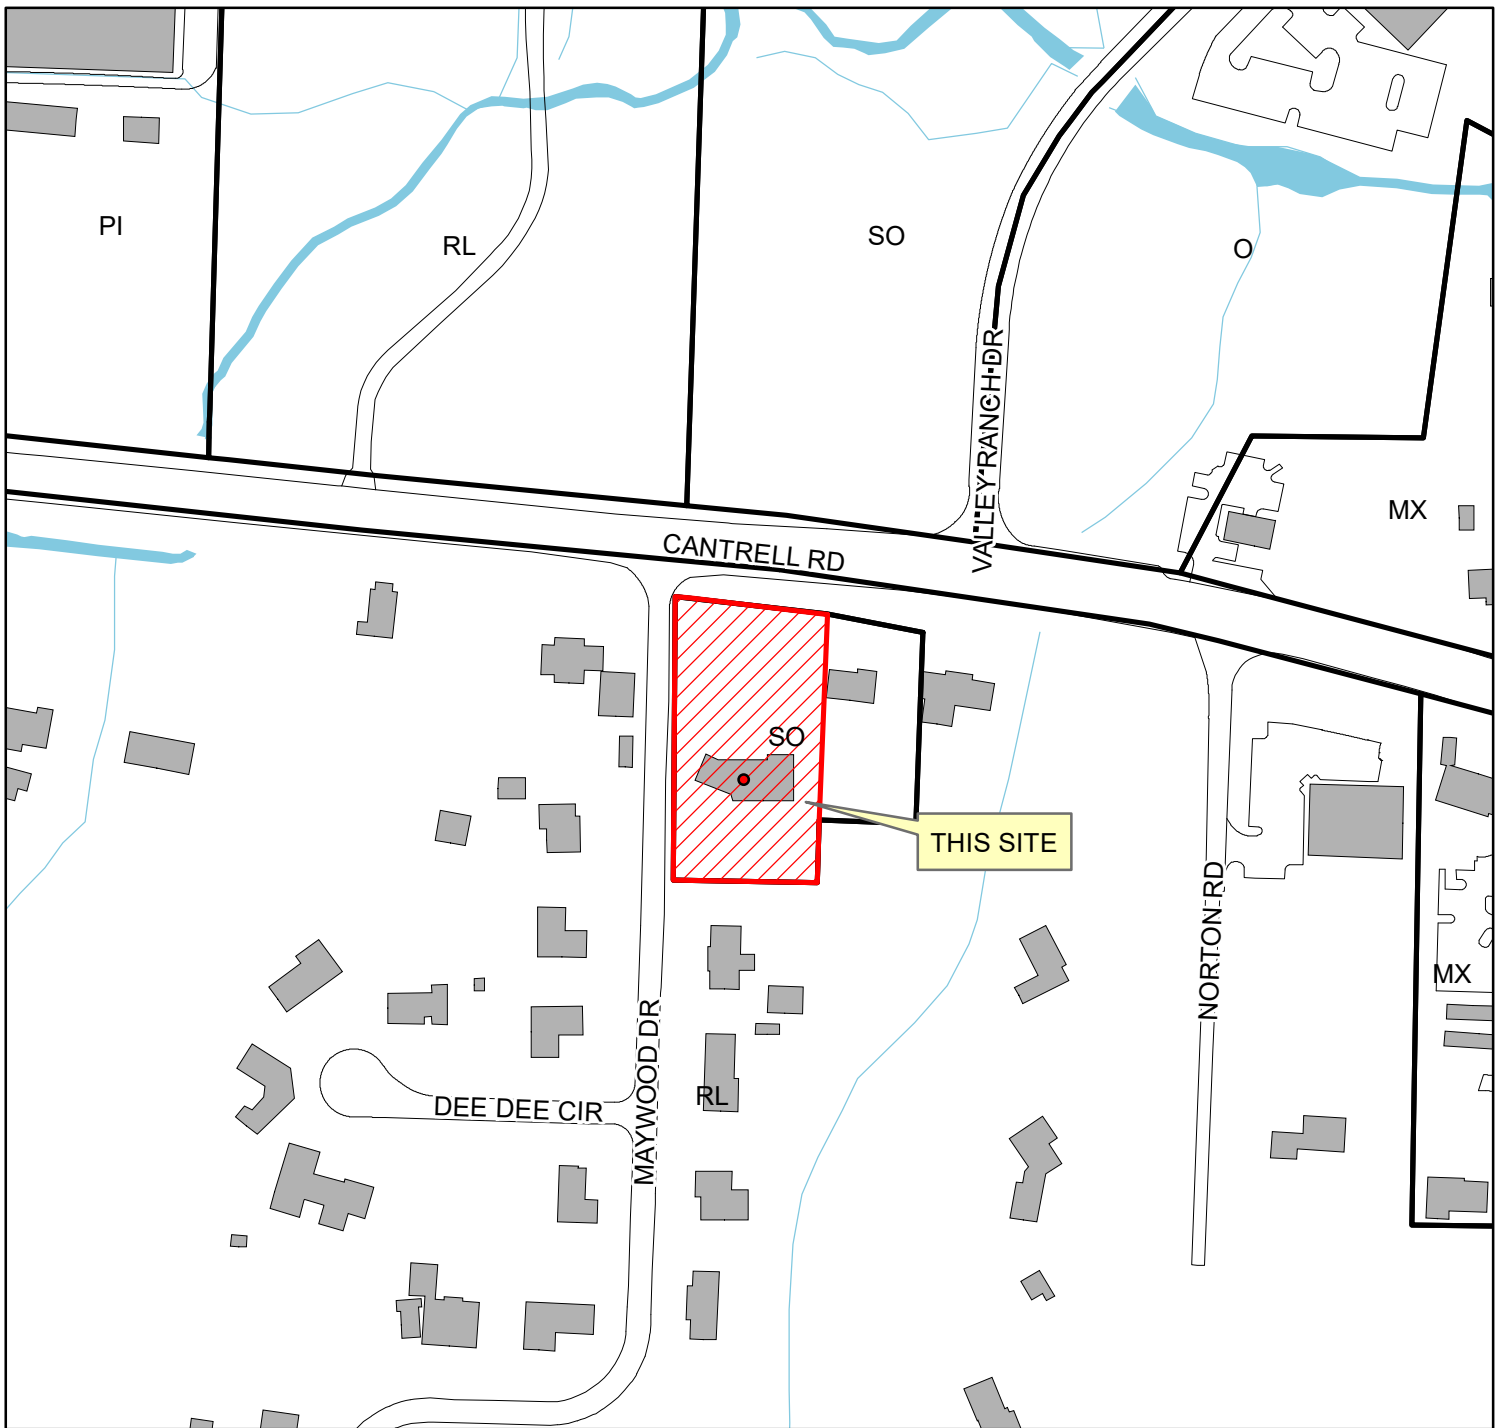 PI
RL
SO
O
VALLEY RANCH DR
MX
CANTRELL RD
SO
THIS SITE
NORTON RD
MX
MAYWOOD DR
RL
DEE DEE CIR